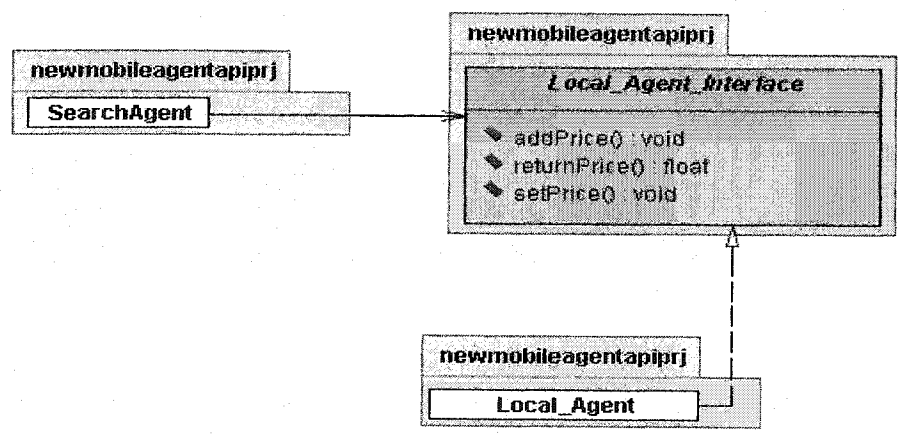 newmobileagentapiprj
SearchAgent
newmobileagentapiprj
Local_Agent_Interface
addPrice() : void
returnPrice() : float
setPrice() : void
newmobileagentapiprj
Local_Agent